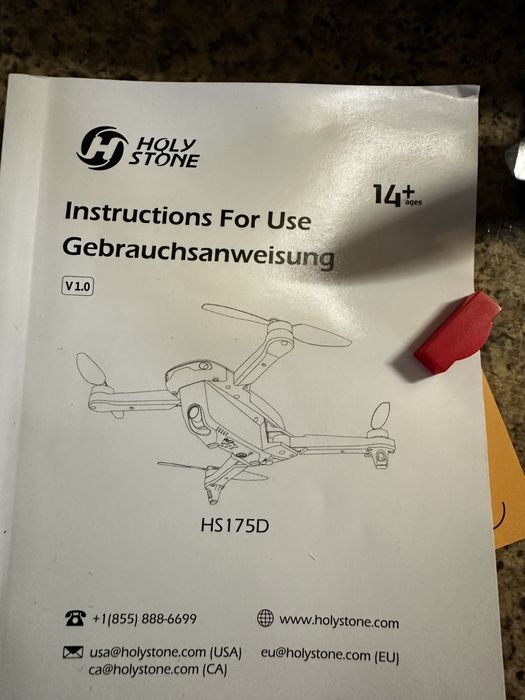 HOLY
STONE
14+
ages
Instructions For Use
Gebrauchsanweisung
V 1.0
HS175D
+1(855) 888-6699
www.holystone.com
usa@holystone.com (USA)
eu@holystone.com (EU)
ca@holystone.com (CA)